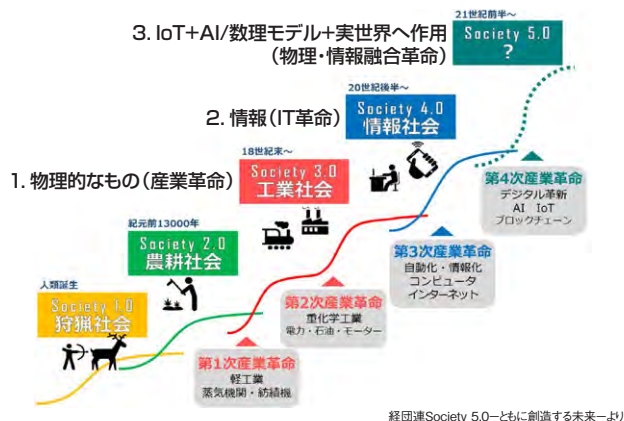 3. IoT+AI/数理モデル+実世界へ作用
(物理・情報融合革命)
21世紀前半～
Society 5.0
?
2. 情報(IT革命)
20世紀後半～
Society 4.0
情報社会
1. 物理的なもの(産業革命)
18世紀末～
Society 3.0
工業社会
紀元前13000年
Society 2.0
農耕社会
人類誕生
Society 1.0
狩猟社会
第1次産業革命
軽工業
蒸気機関・紡績機
第2次産業革命
重化学工業
電力・石油・モーター
第3次産業革命
自動化・情報化
コンピュータ
インターネット
第4次産業革命
デジタル革新
AI IoT
ブロックチェーン
経団連Society 5.0ーともに創造する未来ーより